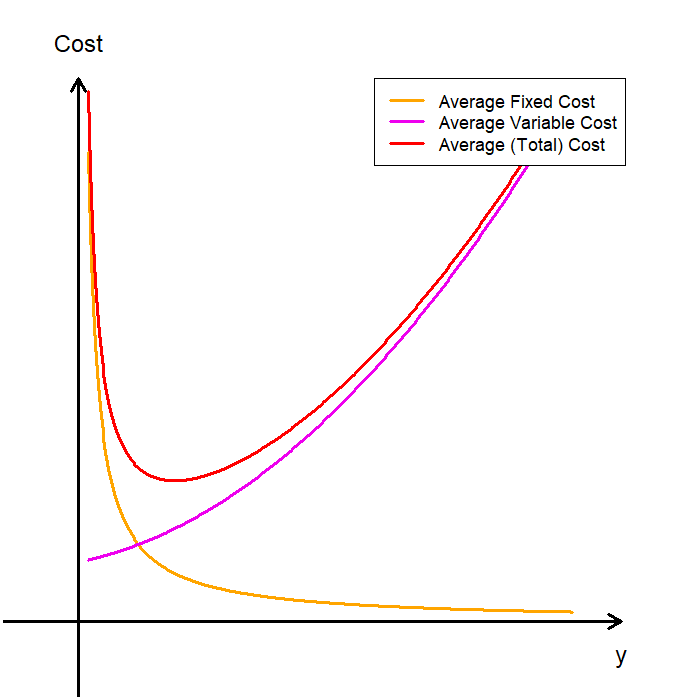 Cost
Average Fixed Cost
Average Variable Cost
Average (Total) Cost
y